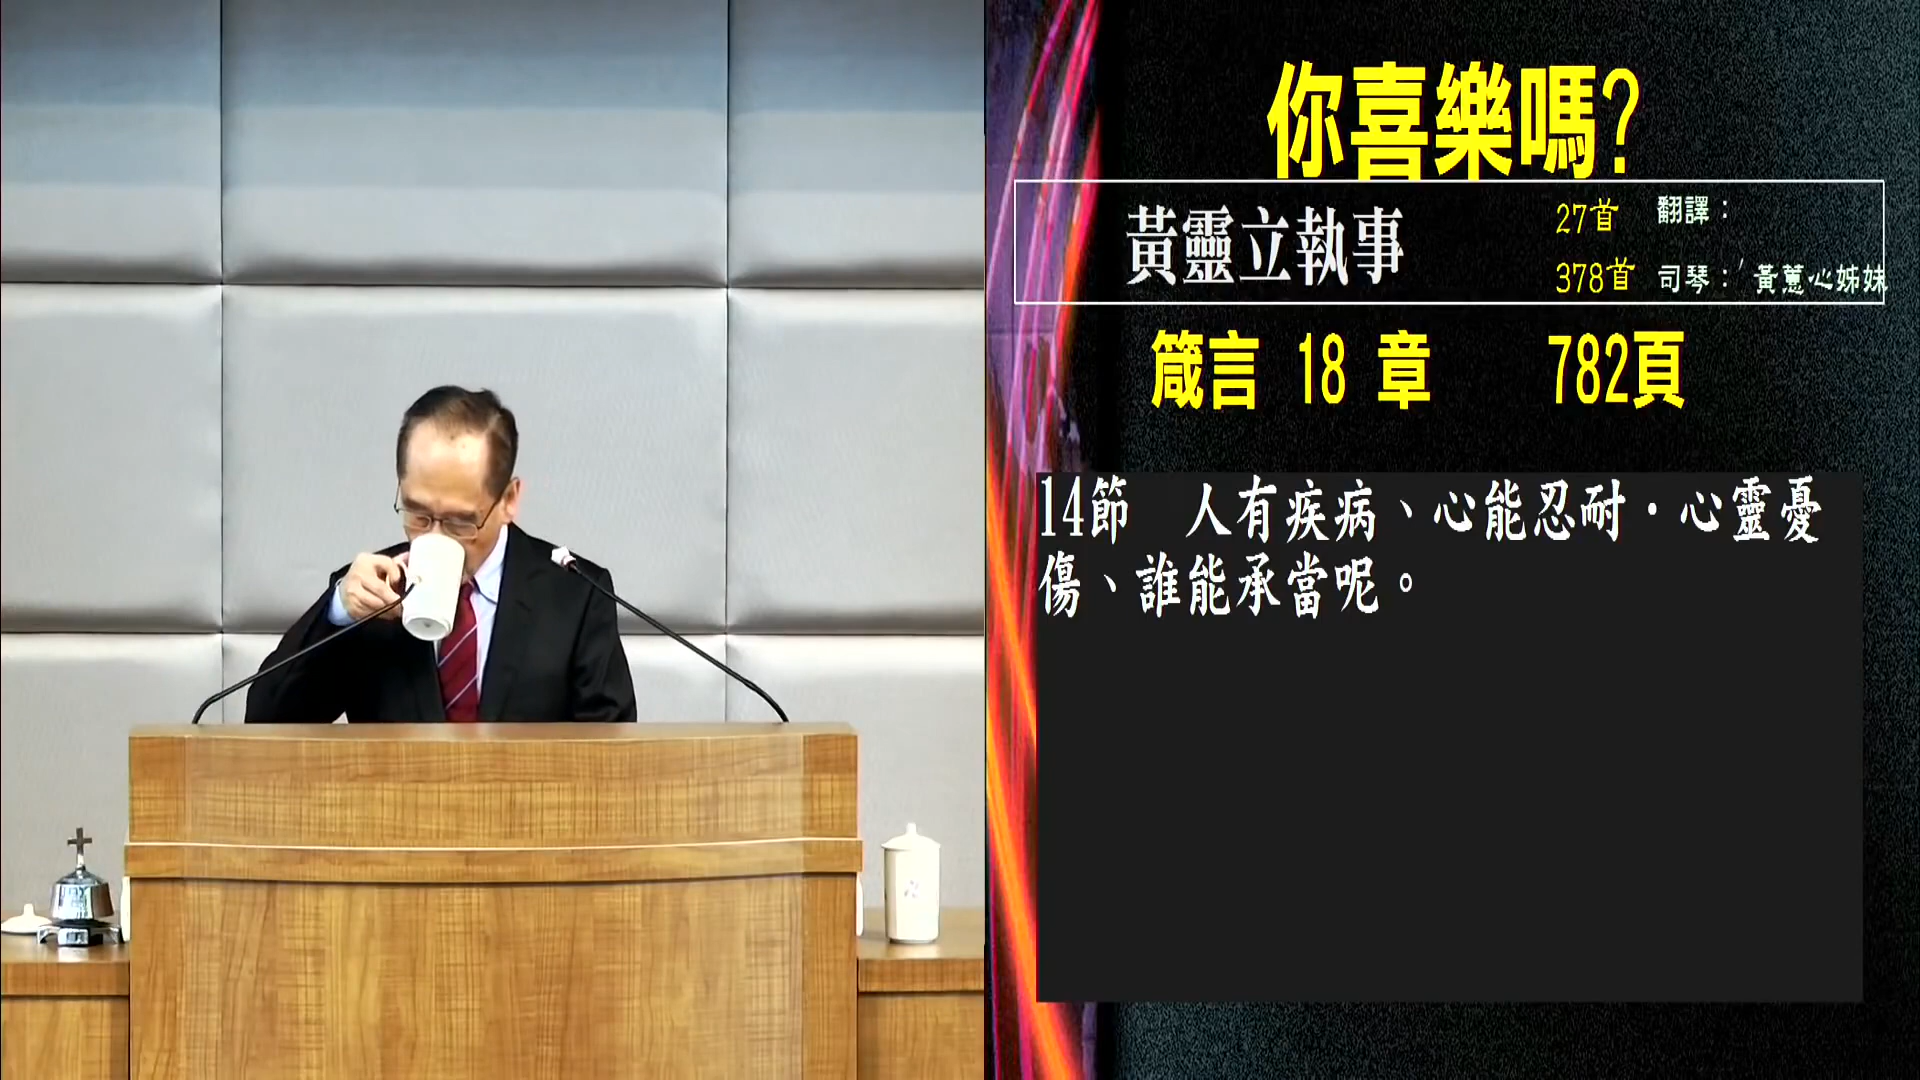 你喜樂嗎?
黃靈立執事
27首 翻譯：
378首 司琴：'黃蕙心姊妹
箴言 18 章 782頁
14節 人有疾病、心能忍耐．心靈憂
傷、誰能承當呢。